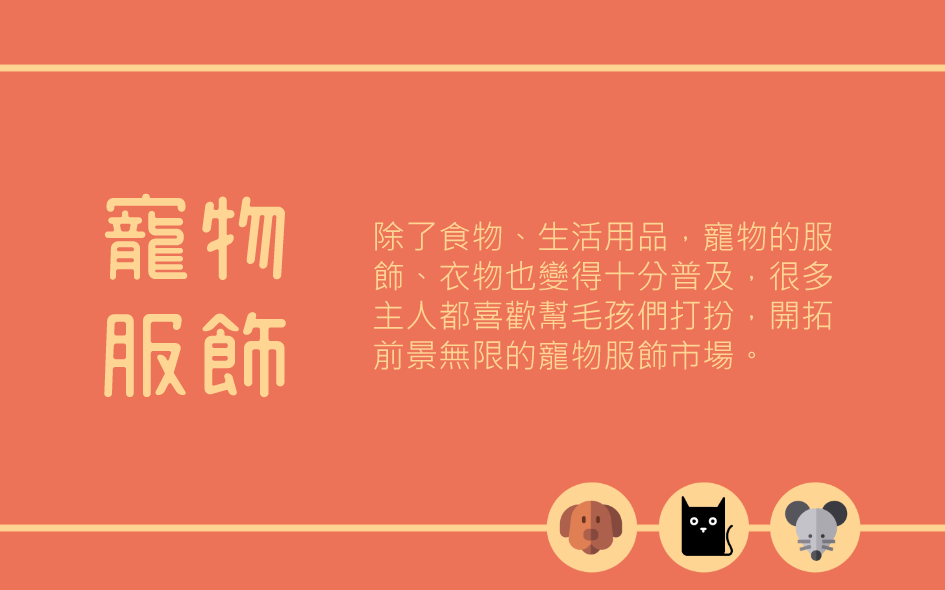 寵物
服飾
除了食物、生活用品，寵物的服
飾、衣物也變得十分普及，很多
主人都喜歡幫毛孩們打扮，開拓
前景無限的寵物服飾市場。